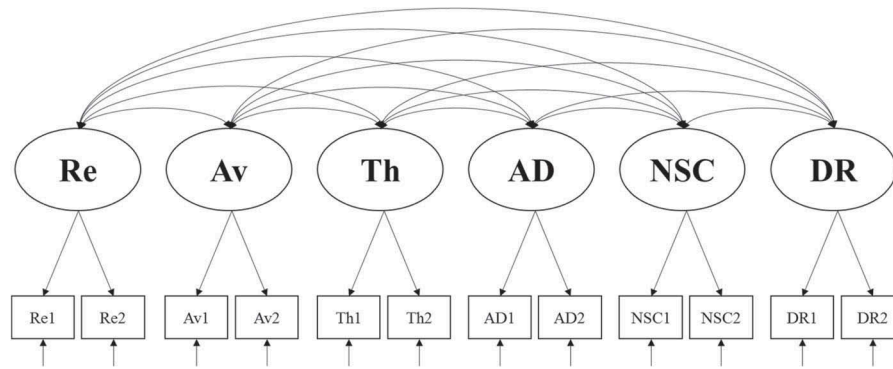 Re Av Th AD NSC DR
Re1 Re2 Av1 Av2 Th1 Th2 AD1 AD2 NSC1 NSC2 DR1 DR2